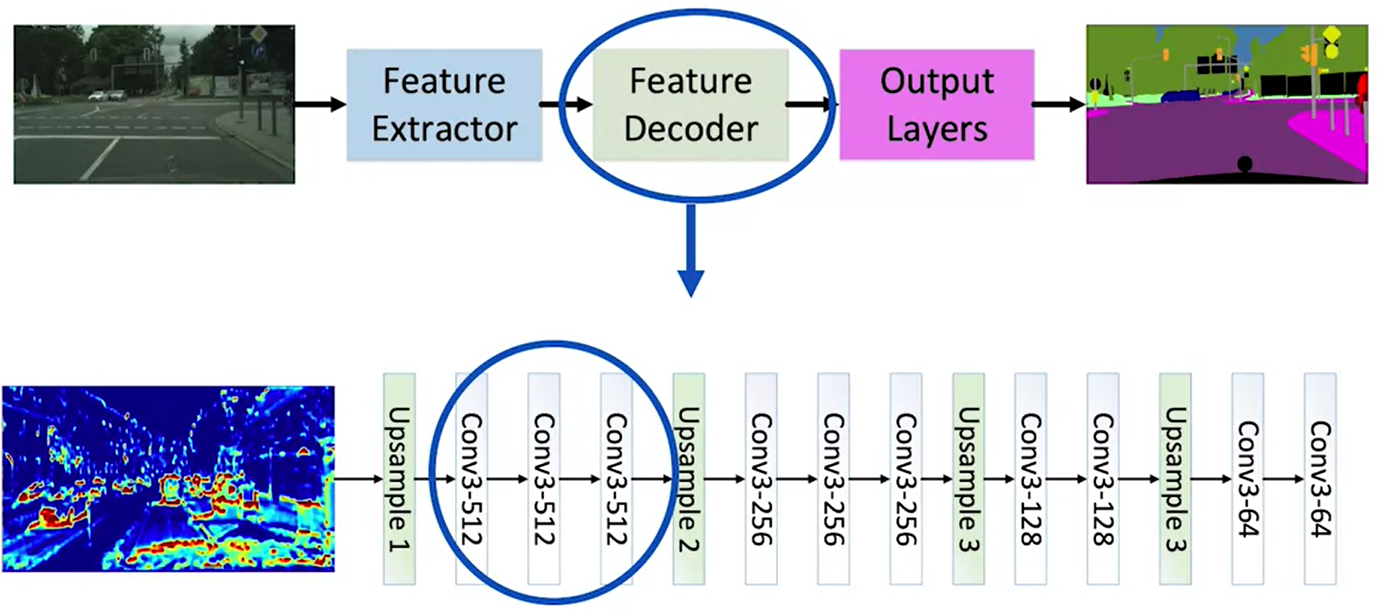 Feature
Extractor
Feature
Decoder
Output
Layers
Upsample 1
Conv3-512
Conv3-512
Conv3-512
Upsample 2
Conv3-256
Conv3-256
Conv3-256
Upsample 3
Conv3-128
Conv3-128
Upsample 3
Conv3-64
Conv3-64